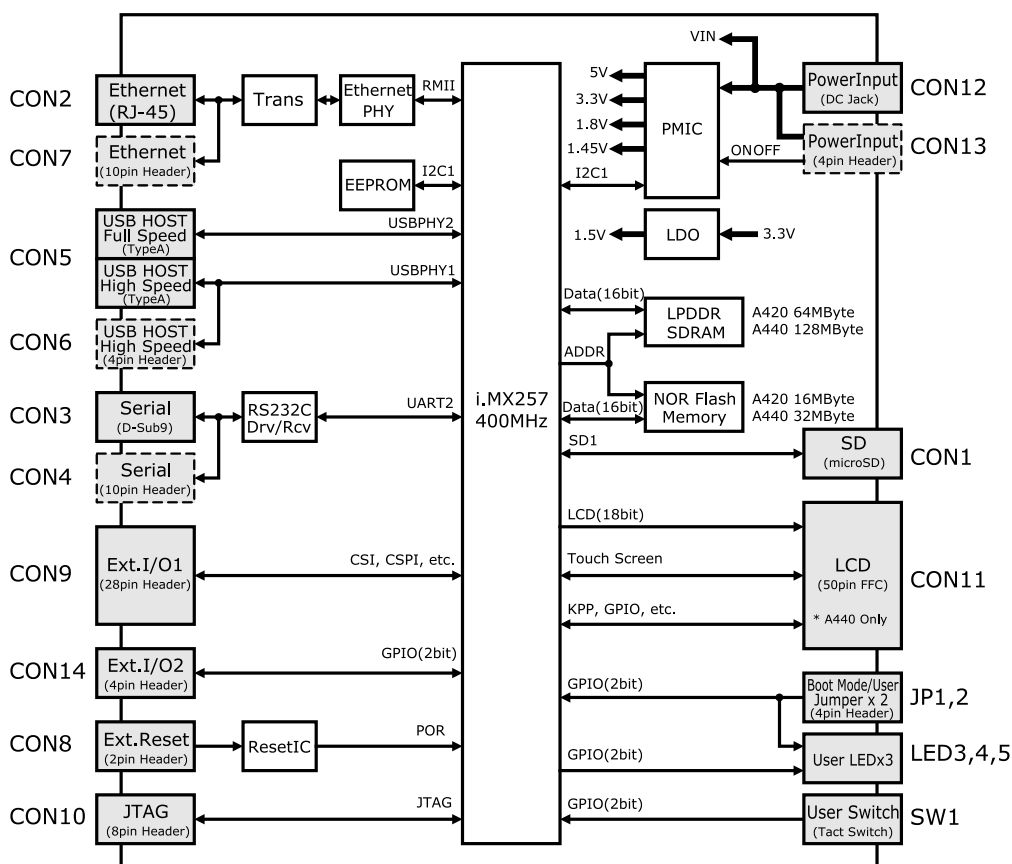 CON2
Ethernet
(RJ-45)
Trans
Ethernet
PHY
RMII
CON7
Ethernet
(10pin Header)
EEPROM
I2C1
CON5
USB HOST
Full Speed
(TypeA)
USBPHY2
USB HOST
High Speed
(TypeA)
USBPHY1
CON6
USB HOST
High Speed
(4pin Header)
CON3
Serial
(D-Sub9)
RS232C
Drv/Rcv
UART2
CON4
Serial
(10pin Header)
CON9
Ext.I/O1
(28pin Header)
CSI, CSPI, etc.
CON14
Ext.I/O2
(4pin Header)
GPIO(2bit)
CON8
Ext.Reset
(2pin Header)
ResetIC
POR
CON10
JTAG
(8pin Header)
JTAG
i.MX257
400MHz
VIN
5V
3.3V
1.8V
1.45V
I2C1
PMIC
PowerInput
(DC Jack)
CON12
PowerInput
(4pin Header)
CON13
ONOFF
1.5V
LDO
3.3V
Data(16bit)
LPDDR
SDRAM
A420 64MByte
A440 128MByte
ADDR
NOR Flash
Memory
A420 16MByte
A440 32MByte
Data(16bit)
SD1
SD
(microSD)
CON1
LCD(18bit)
Touch Screen
KPP, GPIO, etc.
LCD
(50pin FFC)
* A440 Only
CON11
GPIO(2bit)
Boot Mode/User
Jumper x 2
(4pin Header)
JP1,2
GPIO(2bit)
User LEDx3
LED3,4,5
GPIO(2bit)
User Switch
(Tact Switch)
SW1